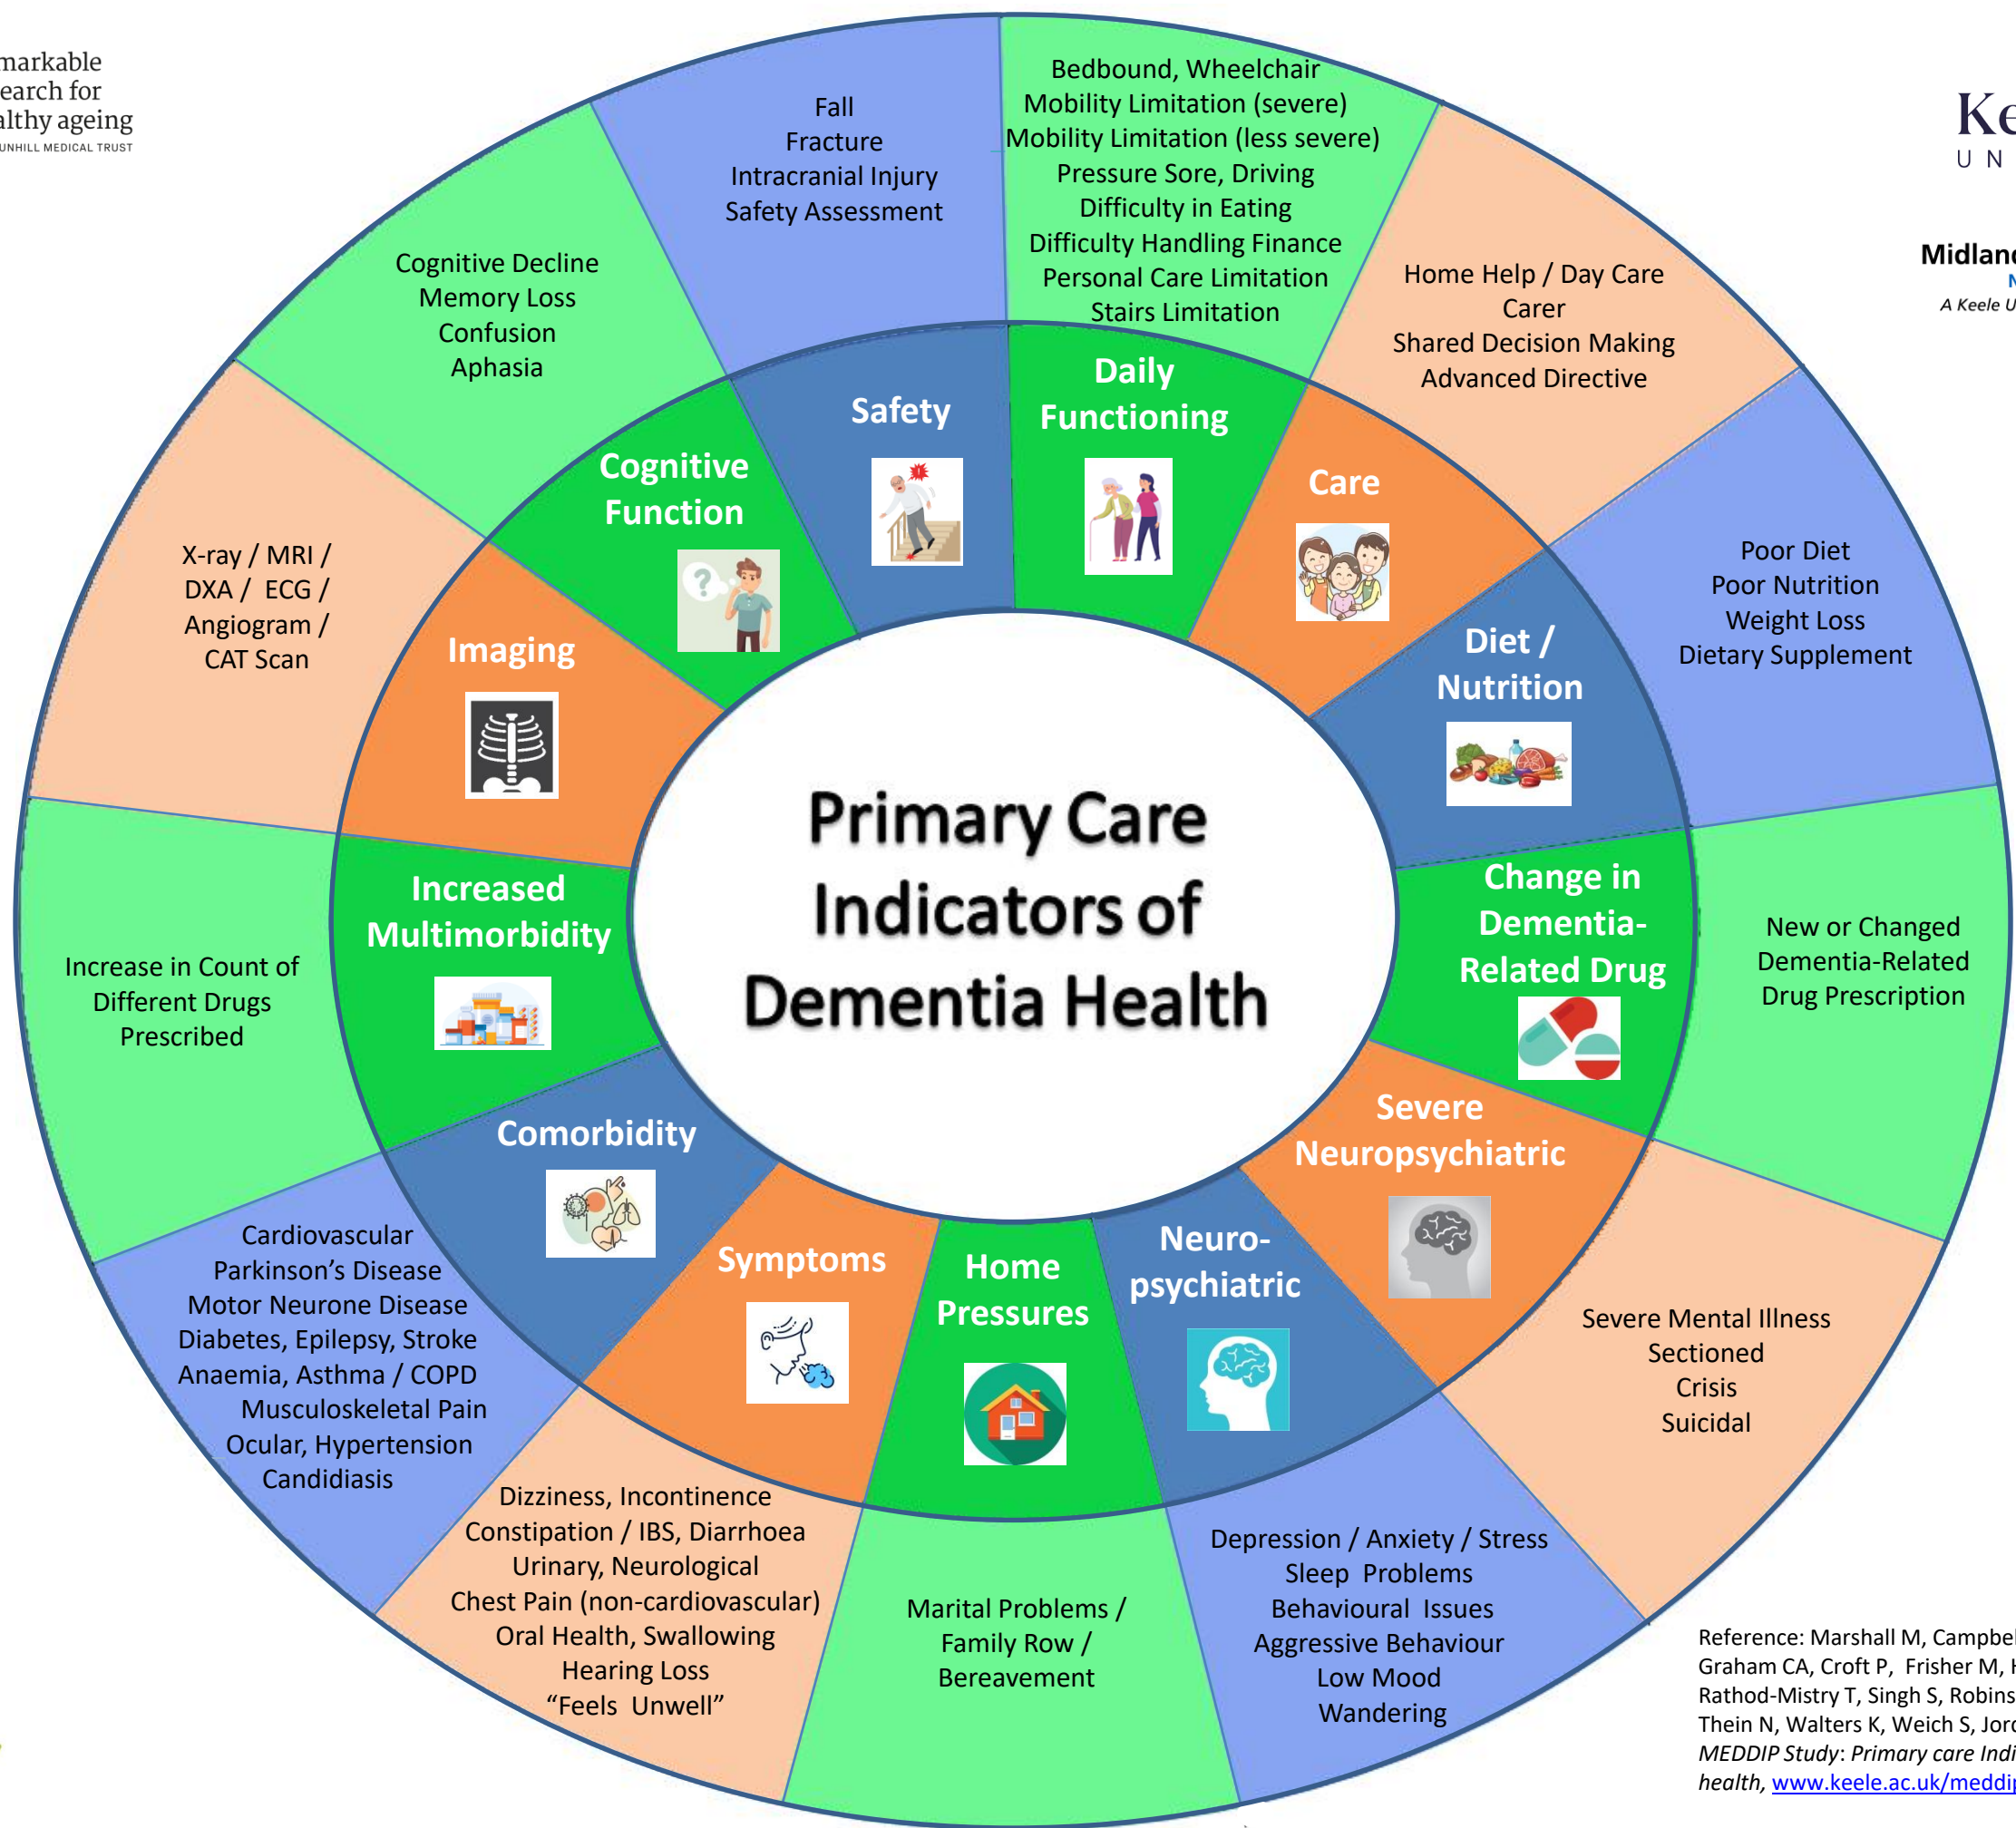 markable
earch for
althy ageing
UNHILL MEDICAL TRUST
Ke
U N
Midlan
N
A Keele U
Primary Care
Indicators of
Dementia Health
Daily
Functioning
Bedbound, Wheelchair
Mobility Limitation (severe)
Mobility Limitation (less severe)
Pressure Sore, Driving
Difficulty in Eating
Difficulty Handling Finance
Personal Care Limitation
Stairs Limitation
Care
Home Help / Day Care
Carer
Shared Decision Making
Advanced Directive
Diet /
Nutrition
Poor Diet
Poor Nutrition
Weight Loss
Dietary Supplement
Change in
Dementia-
Related Drug
New or Changed
Dementia-Related
Drug Prescription
Severe
Neuropsychiatric
Severe Mental Illness
Sectioned
Crisis
Suicidal
Neuro-
psychiatric
Depression / Anxiety / Stress
Sleep Problems
Behavioural Issues
Aggressive Behaviour
Low Mood
Wandering
Home
Pressures
Marital Problems /
Family Row /
Bereavement
Symptoms
Dizziness, Incontinence
Constipation / IBS, Diarrhoea
Urinary, Neurological
Chest Pain (non-cardiovascular)
Oral Health, Swallowing
Hearing Loss
“Feels Unwell”
Comorbidity
Cardiovascular
Parkinson’s Disease
Motor Neurone Disease
Diabetes, Epilepsy, Stroke
Anaemia, Asthma / COPD
Musculoskeletal Pain
Ocular, Hypertension
Candidiasis
Increased
Multimorbidity
Increase in Count of
Different Drugs
Prescribed
Imaging
X-ray / MRI /
DXA / ECG /
Angiogram /
CAT Scan
Cognitive
Function
?
Cognitive Decline
Memory Loss
Confusion
Aphasia
Safety
!
Fall
Fracture
Intracranial Injury
Safety Assessment
Reference: Marshall M, Campbel
Graham CA, Croft P, Frisher M, H
Rathod-Mistry T, Singh S, Robins
Thein N, Walters K, Weich S, Jord
MEDDIP Study: Primary care Indi
health, www.keele.ac.uk/meddip